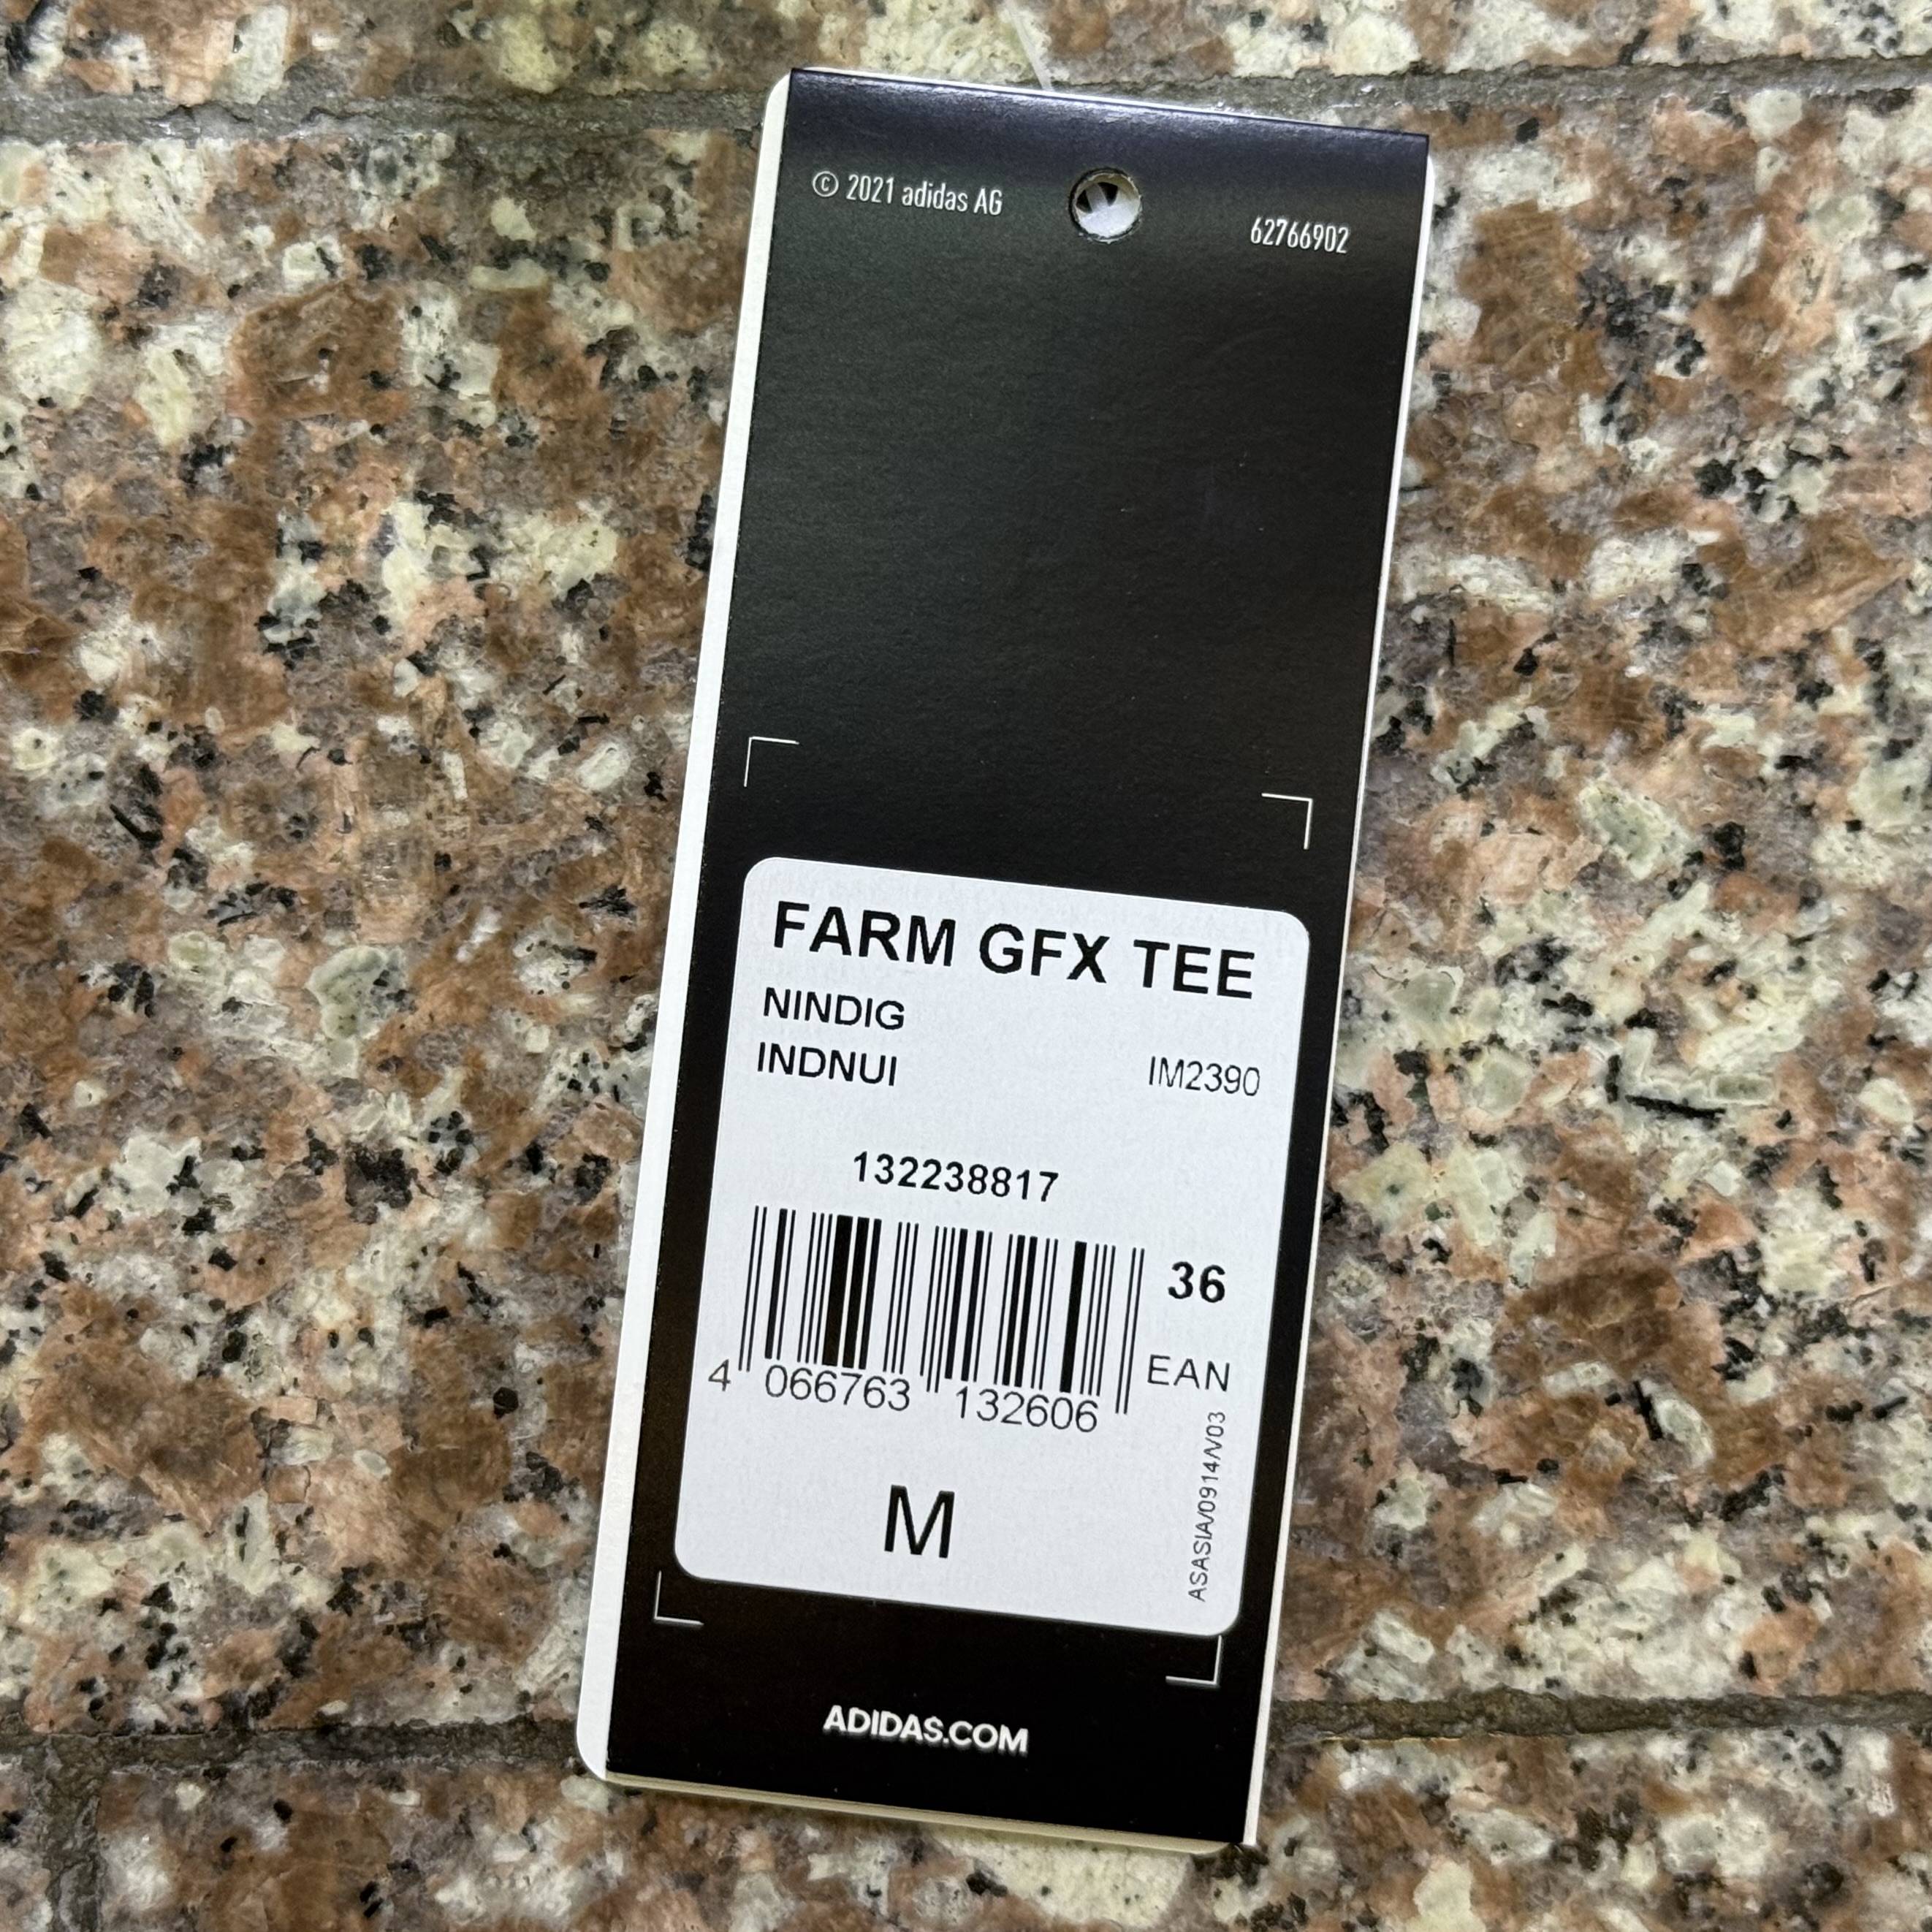 © 2021 adidas AG
62766902
FARM GFX TEE
NINDIG
INDNUI
IM2390
132238817
36
EAN
4 066763 132606
M
ASASIA/0914/V03
ADIDAS.COM